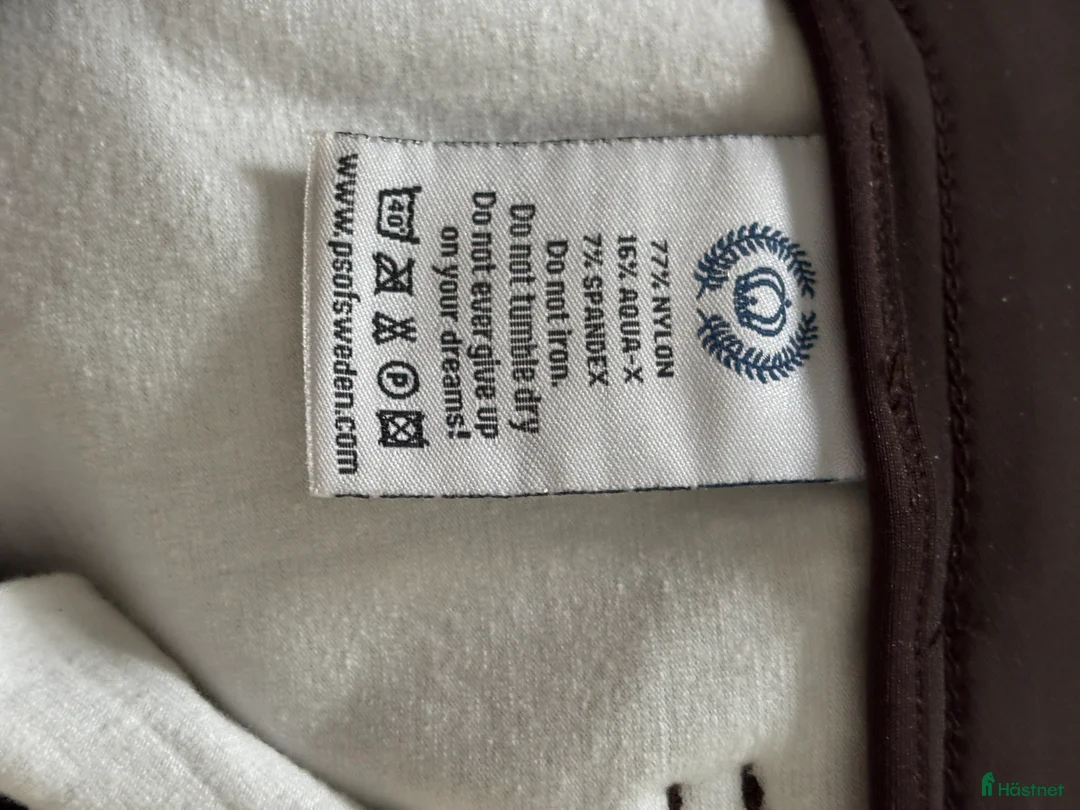 77% NYLON
16% AQUA-X
7% SPANDEX
Do not iron.
Do not tumble dry
Do not ever give up
on your dreams!
40
P
www.psofsweden.com
Hästnet